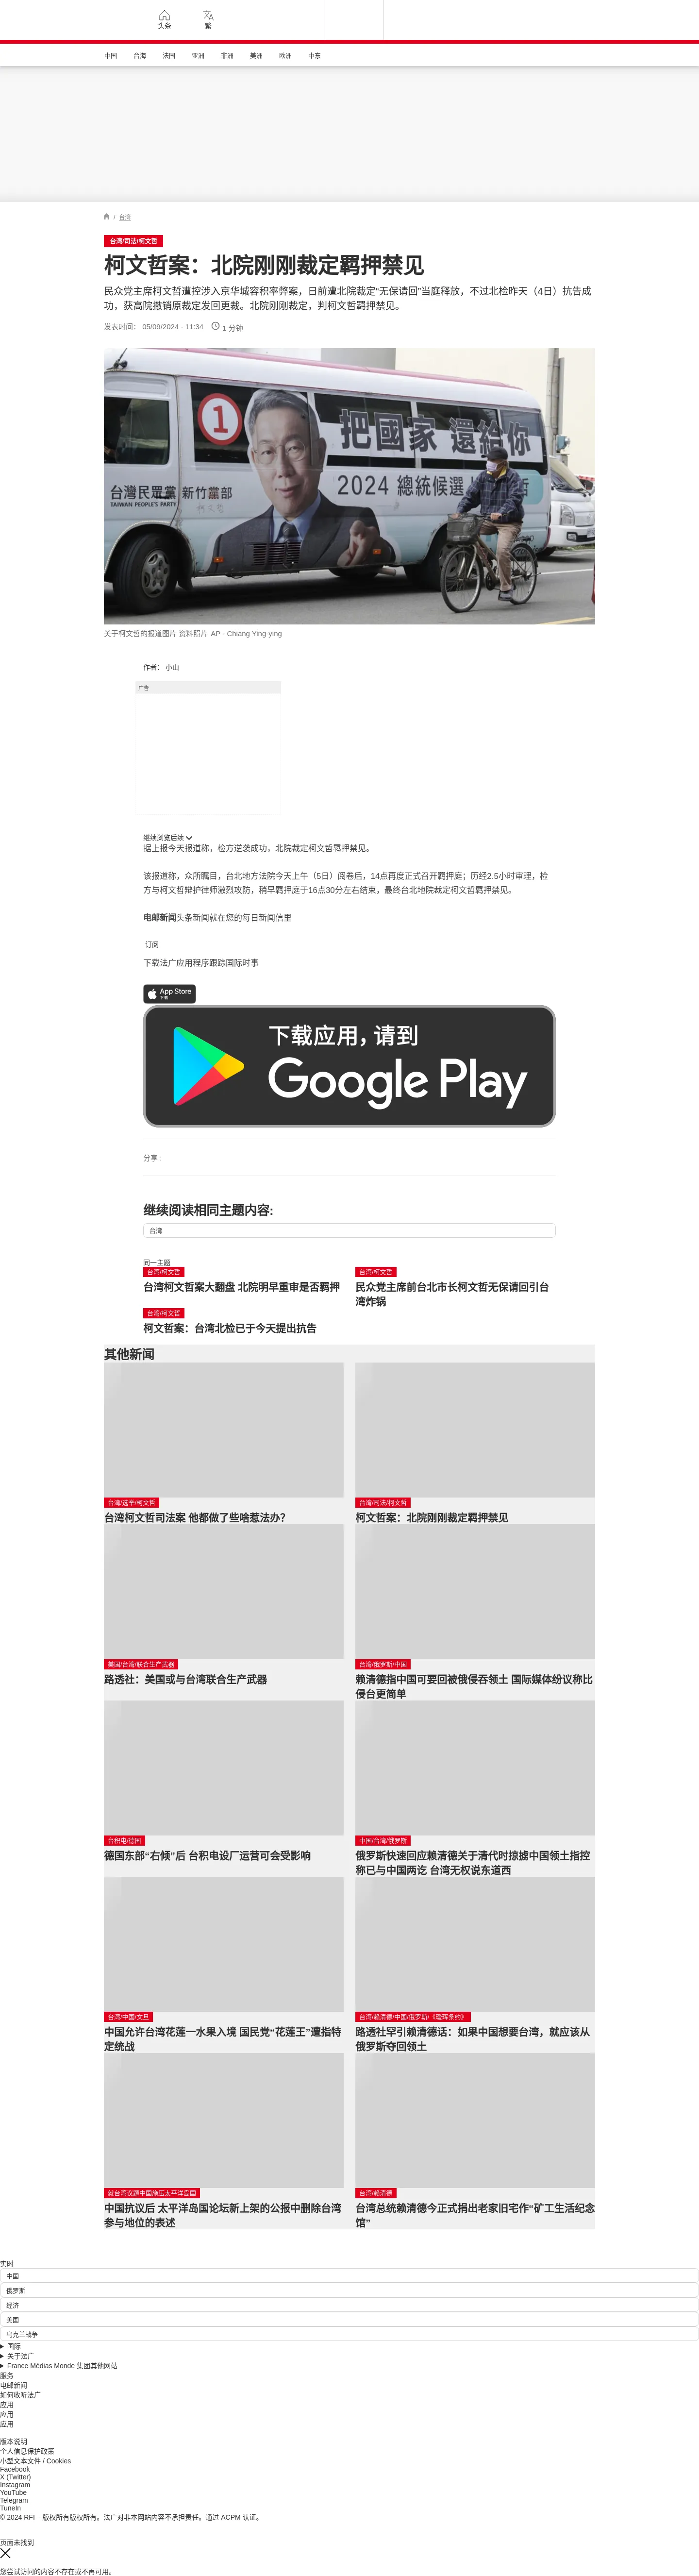 头条
繁
中国
台海
法国
亚洲
非洲
美洲
欧洲
中东
/ 台湾
台湾/司法/柯文哲
柯文哲案：北院刚刚裁定羁押禁见
民众党主席柯文哲遭控涉入京华城容积率弊案，日前遭北院裁定“无保请回”当庭释放，不过北检昨天（4日）抗告成
功，获高院撤销原裁定发回更裁。北院刚刚裁定，判柯文哲羁押禁见。
发表时间： 05/09/2024 - 11:34
1 分钟
1
把國家還給你
台灣民眾黨 新竹黨部
TAIWAN PEOPLE'S PARTY
2024 總統候選
关于柯文哲的报道图片 资料照片 AP - Chiang Ying-ying
作者： 小山
广告
继续浏览后续
据上报今天报道称，检方逆袭成功，北院裁定柯文哲羁押禁见。
该报道称，众所瞩目，台北地方法院今天上午（5日）阅卷后，14点再度正式召开羁押庭；历经2.5小时审理，检
方与柯文哲辩护律师激烈攻防，稍早羁押庭于16点30分左右结束，最终台北地院裁定柯文哲羁押禁见。
电邮新闻头条新闻就在您的每日新闻信里
订阅
下载法广应用程序跟踪国际时事
App Store
下载
下载应用，请到
Google Play
分享 :
继续阅读相同主题内容:
台湾
同一主题
台湾/柯文哲
台湾柯文哲案大翻盘 北院明早重审是否羁押
台湾/柯文哲
民众党主席前台北市长柯文哲无保请回引台
湾炸锅
台湾/柯文哲
柯文哲案：台湾北检已于今天提出抗告
其他新闻
台湾/选举/柯文哲
台湾柯文哲司法案 他都做了些啥惹法办？
台湾/司法/柯文哲
柯文哲案：北院刚刚裁定羁押禁见
美国/台湾/联合生产武器
路透社：美国或与台湾联合生产武器
台湾/俄罗斯/中国
赖清德指中国可要回被俄侵吞领土 国际媒体纷议称比
侵台更简单
台积电/德国
德国东部“右倾”后 台积电设厂运营可会受影响
中国/台湾/俄罗斯
俄罗斯快速回应赖清德关于清代时掠掳中国领土指控
称已与中国两讫 台湾无权说东道西
台湾/中国/文旦
中国允许台湾花莲一水果入境 国民党“花莲王”遭指特
定统战
台湾/赖清德/中国/俄罗斯/《瑷珲条约》
路透社罕引赖清德话：如果中国想要台湾，就应该从
俄罗斯夺回领土
就台湾议题中国施压太平洋岛国
中国抗议后 太平洋岛国论坛新上架的公报中删除台湾
参与地位的表述
台湾/赖清德
台湾总统赖清德今正式捐出老家旧宅作“矿工生活纪念
馆”
实时
中国
俄罗斯
经济
美国
乌克兰战争
国际
关于法广
France Médias Monde 集团其他网站
服务
电邮新闻
如何收听法广
应用
应用
应用
版本说明
个人信息保护政策
小型文本文件 / Cookies
Facebook
X (Twitter)
Instagram
YouTube
Telegram
TuneIn
© 2024 RFI – 版权所有版权所有。法广对非本网站内容不承担责任。通过 ACPM 认证。
页面未找到
您尝试访问的内容不存在或不再可用。